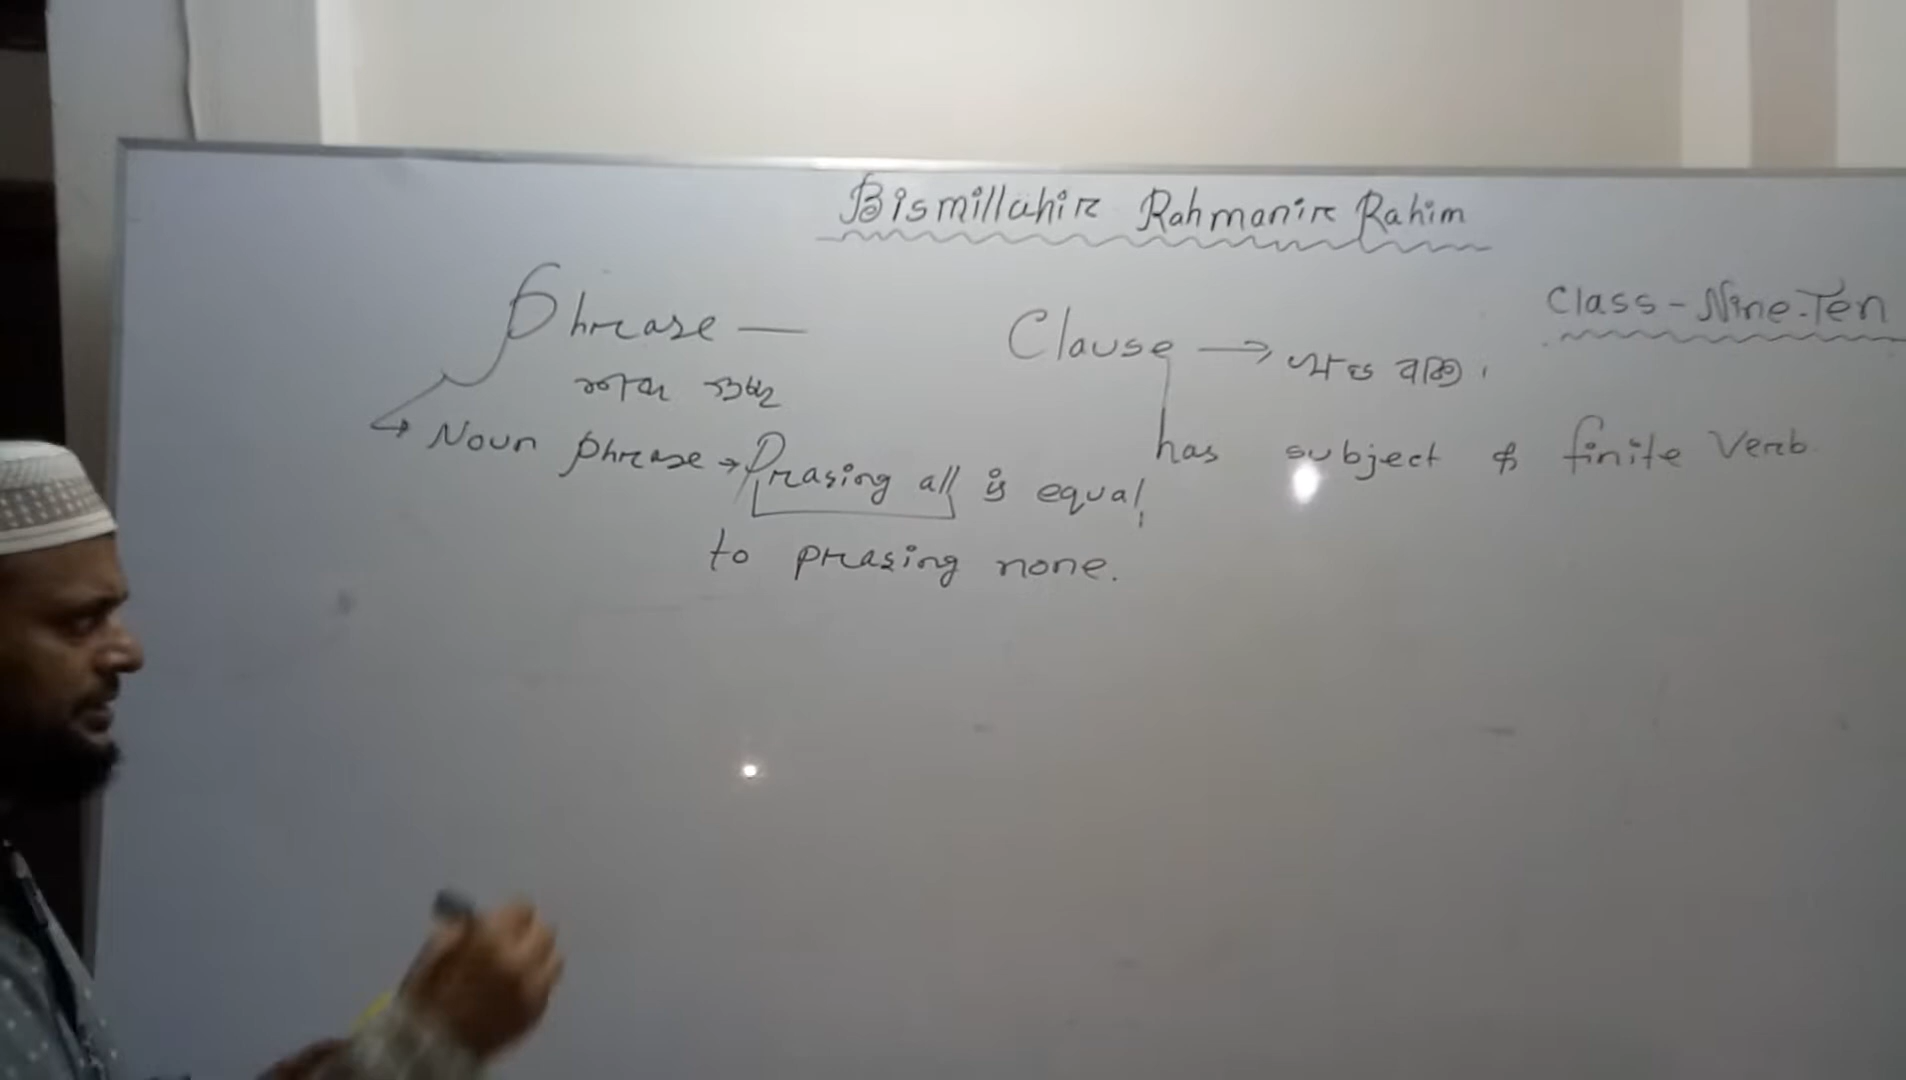 Bismillahir Rahmanir Rahim
Class - Nine-Ten
Phrase —
Clause → খন্ড বাক্য।
Noun phrase → Prasing all is equal
to prasing none.
has subject & finite Verb.